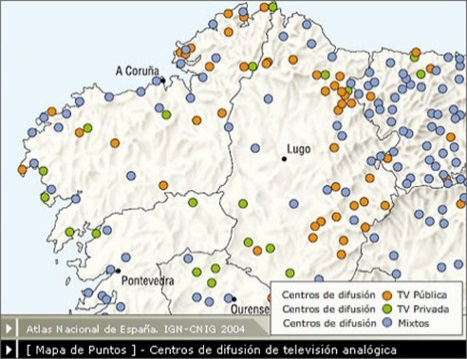 A Coruña
Lugo
Pontevedra
Ourense
Centros de difusión TV Pública
Centros de difusión TV Privada
Centros de difusión Mixtos
Atlas Nacional de España. IGN-CNIG 2004
[ Mapa de Puntos ] - Centros de difusión de televisión analógica